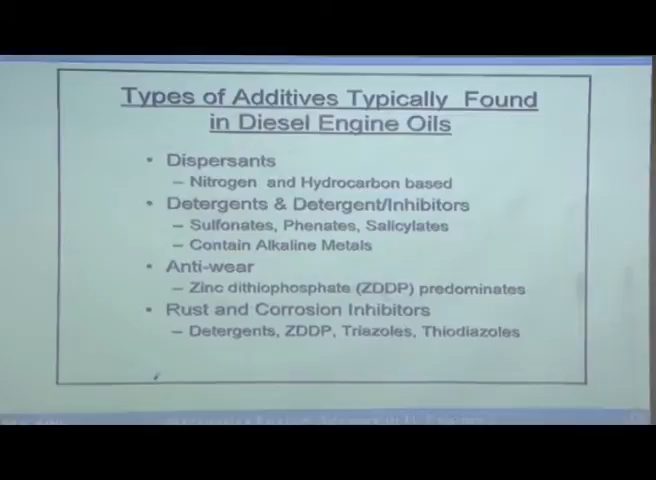 Types of Additives Typically Found
in Diesel Engine Oils
• Dispersants
– Nitrogen and Hydrocarbon based
• Detergents & Detergent/Inhibitors
– Sulfonates, Phenates, Salicylates
– Contain Alkaline Metals
• Anti-wear
– Zinc dithiophosphate (ZDDP) predominates
• Rust and Corrosion Inhibitors
– Detergents, ZDDP, Triazoles, Thiodiazoles